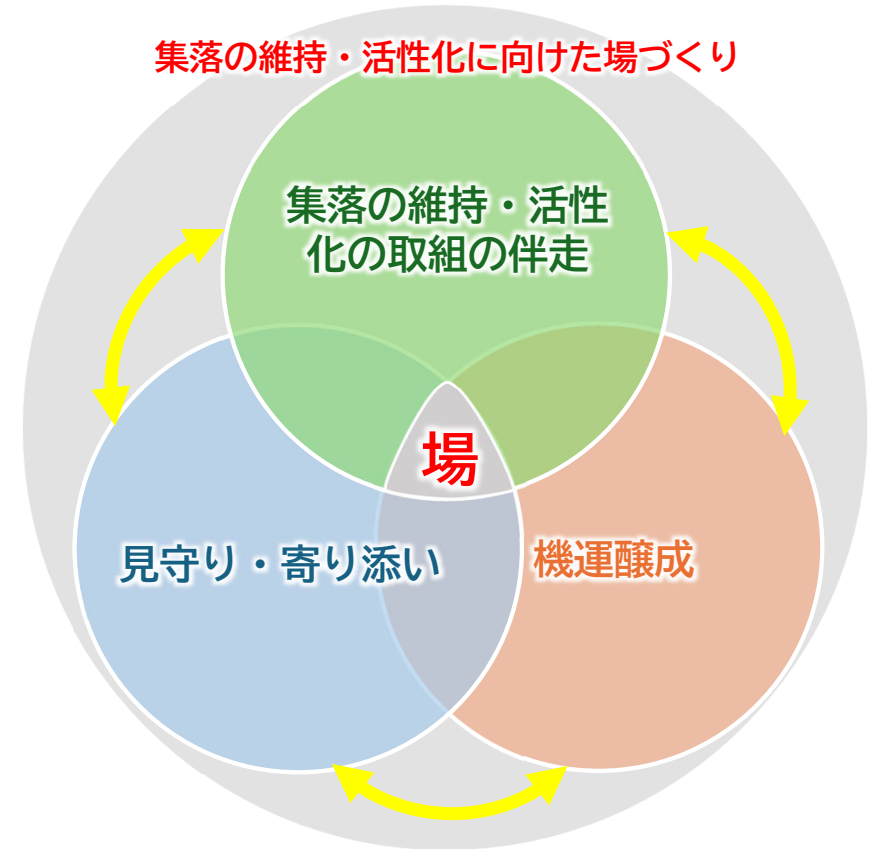 集落の維持・活性化に向けた場づくり
集落の維持・活性
化の取組の伴走
場
見守り・寄り添い
機運醸成